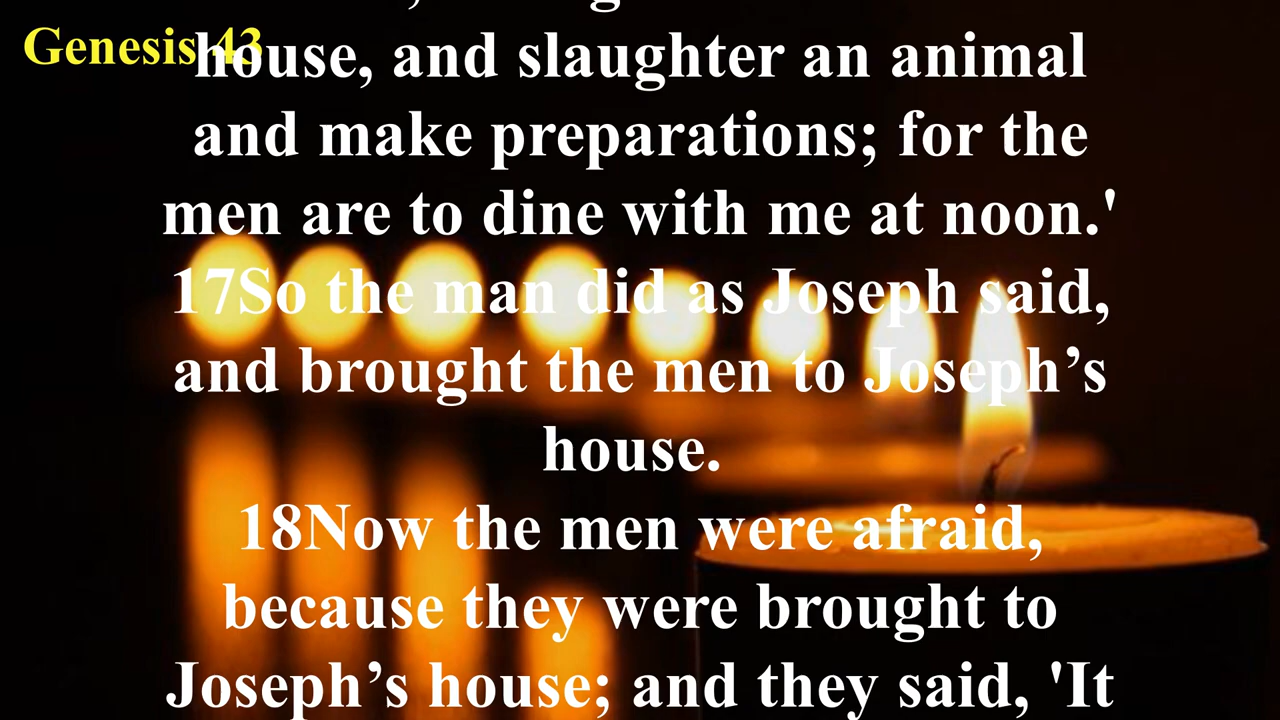 Genesis 43
house, and slaughter an animal
and make preparations; for the
men are to dine with me at noon.'
17So the man did as Joseph said,
and brought the men to Joseph’s
house.
18Now the men were afraid,
because they were brought to
Joseph’s house; and they said, 'It